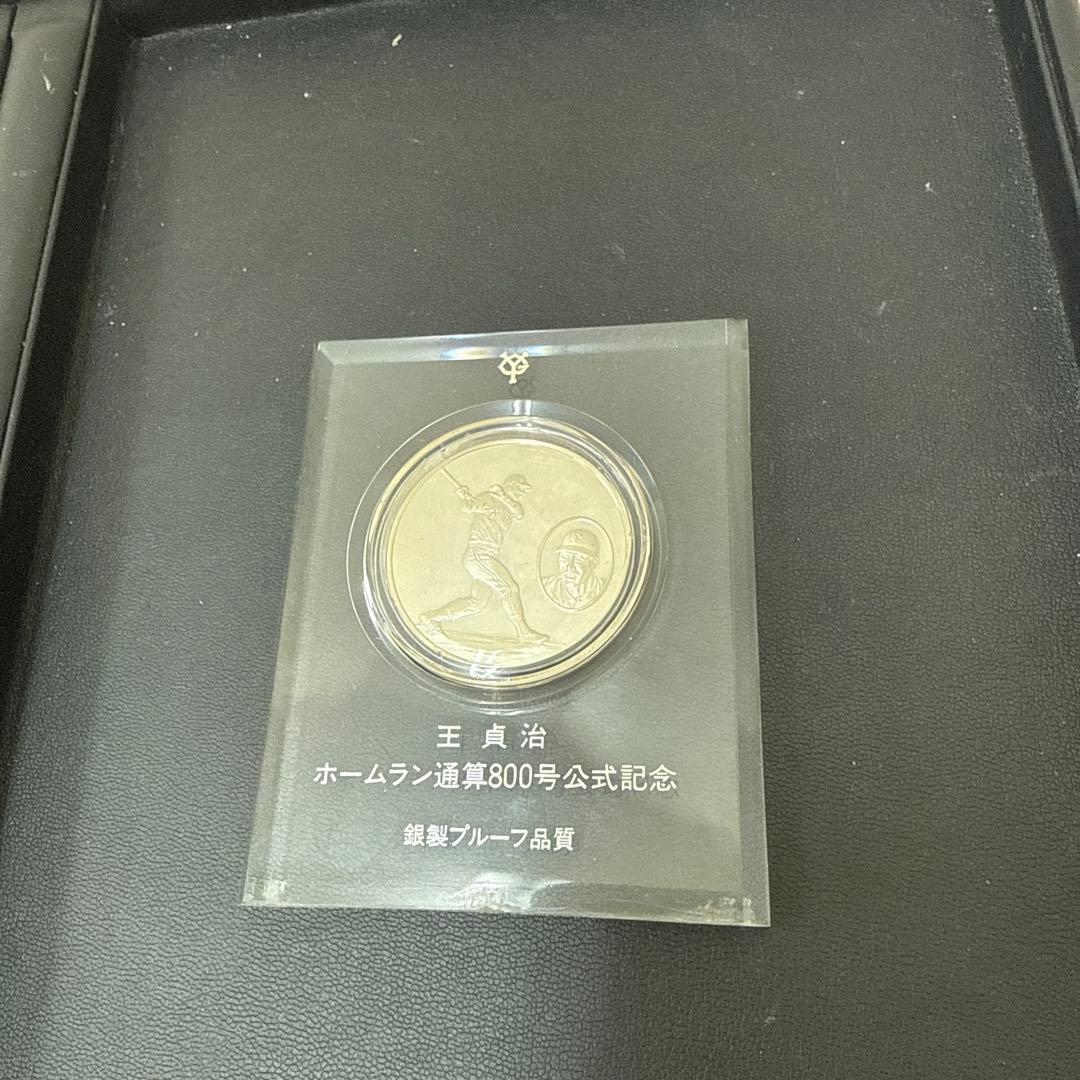 YG
王 貞 治
ホームラン通算800号公式記念
銀製プルーフ品質